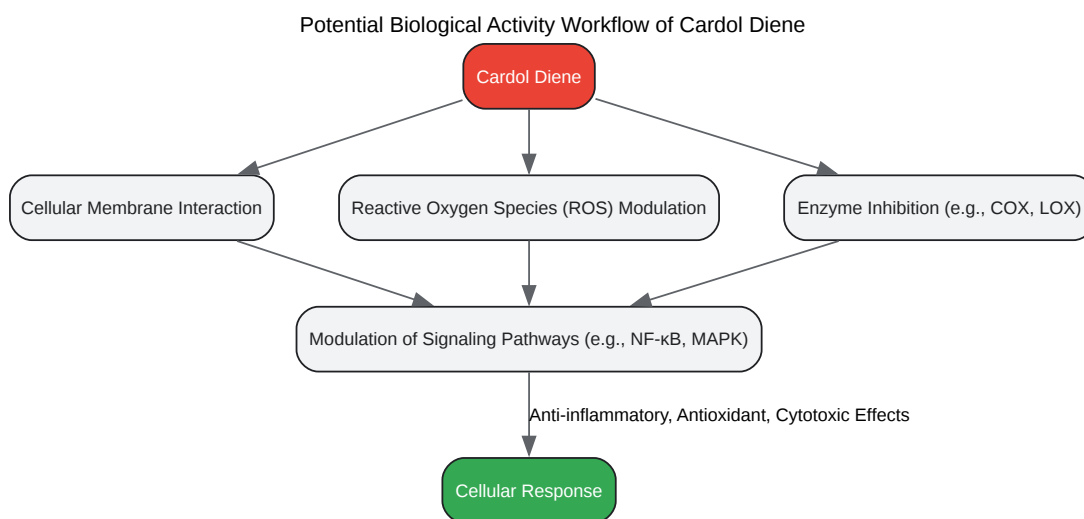 Potential Biological Activity Workflow of Cardol Diene
Cardol Diene
Cellular Membrane Interaction
Reactive Oxygen Species (ROS) Modulation
Enzyme Inhibition (e.g., COX, LOX)
Modulation of Signaling Pathways (e.g., NF-κB, MAPK)
Anti-inflammatory, Antioxidant, Cytotoxic Effects
Cellular Response